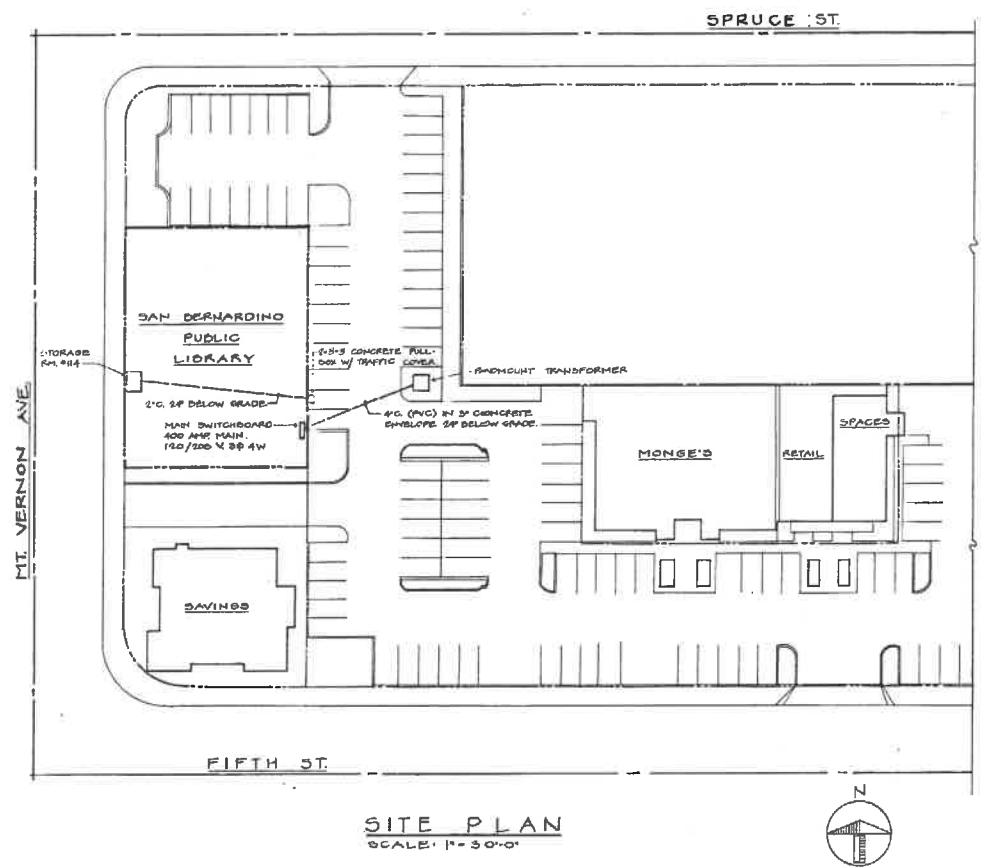 SPRUCE ST.
SAN BERNARDINO
PUBLIC
LIBRARY
STORAGE
RM. #114
CONCRETE PULL-
BOX W/ TRAFFIC COVER
PADMOUNT TRANSFORMER
2"C. 24" BELOW GRADE
4"C. (PVC) IN 3" CONCRETE
ENVELOPE 24" BELOW GRADE.
MAIN SWITCHBOARD
400 AMP. MAIN.
120/208 V. 3Φ 4W
MONGE'S
RETAIL
SPACES
MT. VERNON AVE.
SAVINGS
FIFTH ST.
SITE PLAN
SCALE: 1"=30'-0"
N